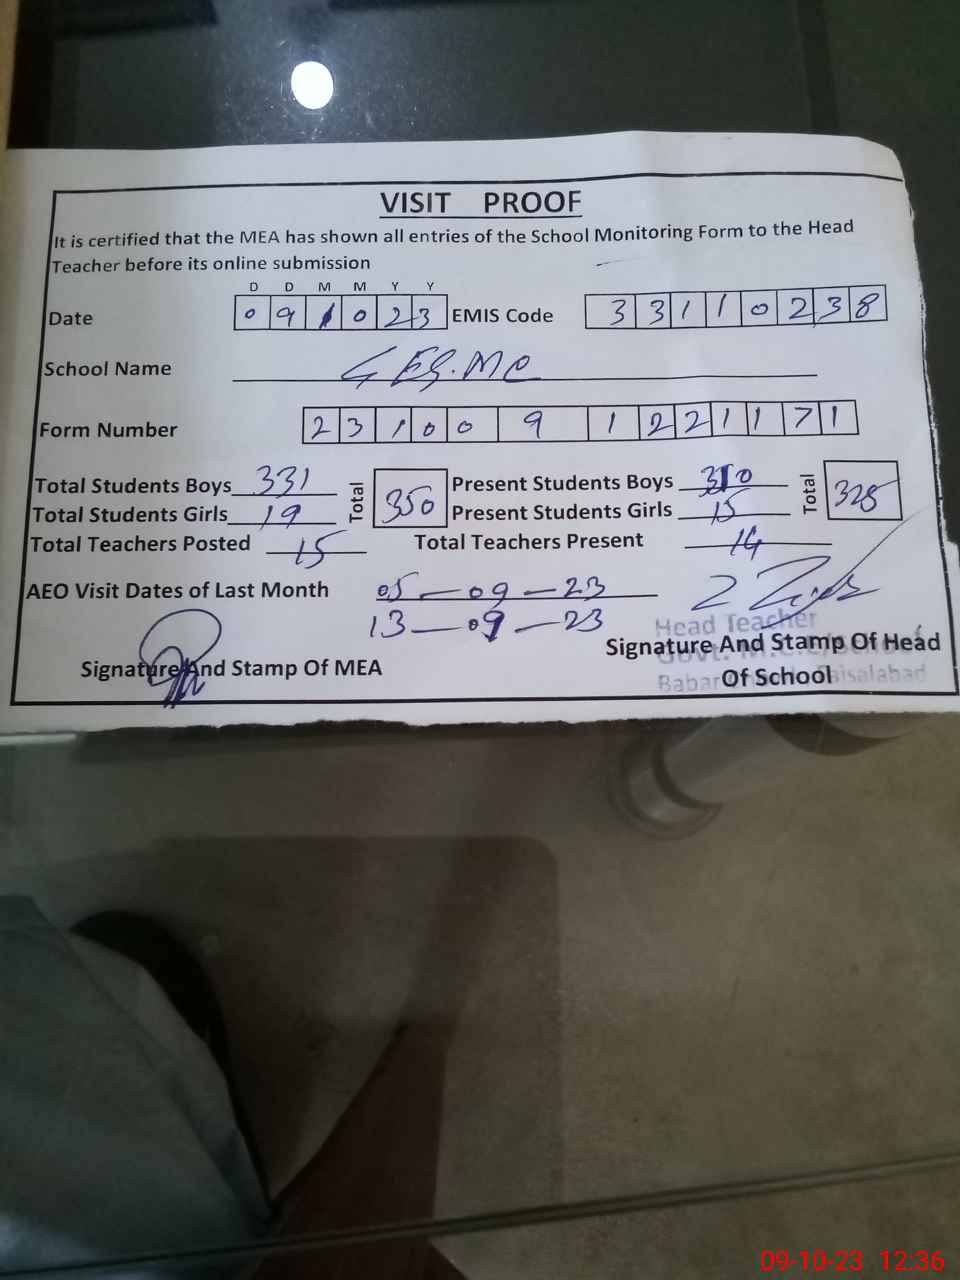 VISIT PROOF
It is certified that the MEA has shown all entries of the School Monitoring Form to the Head
Teacher before its online submission
D D M M Y Y
Date 0 9 1 0 2 3 EMIS Code 3 3 1 1 0 2 3 8
School Name
Form Number 2 3 1 0 0 9 1 2 2 1 1 7 1
Total Students Boys 331 Total 350 Present Students Boys 310 Total 325
Total Students Girls 19 Present Students Girls 15
Total Teachers Posted 15 Total Teachers Present 14
AEO Visit Dates of Last Month 05-09-23
13-09-23
Head Teacher
Signature And Stamp Of MEA Signature And Stamp Of Head
Of School
Govt. M.C.
Babar Faisalabad
09-10-23 12:36